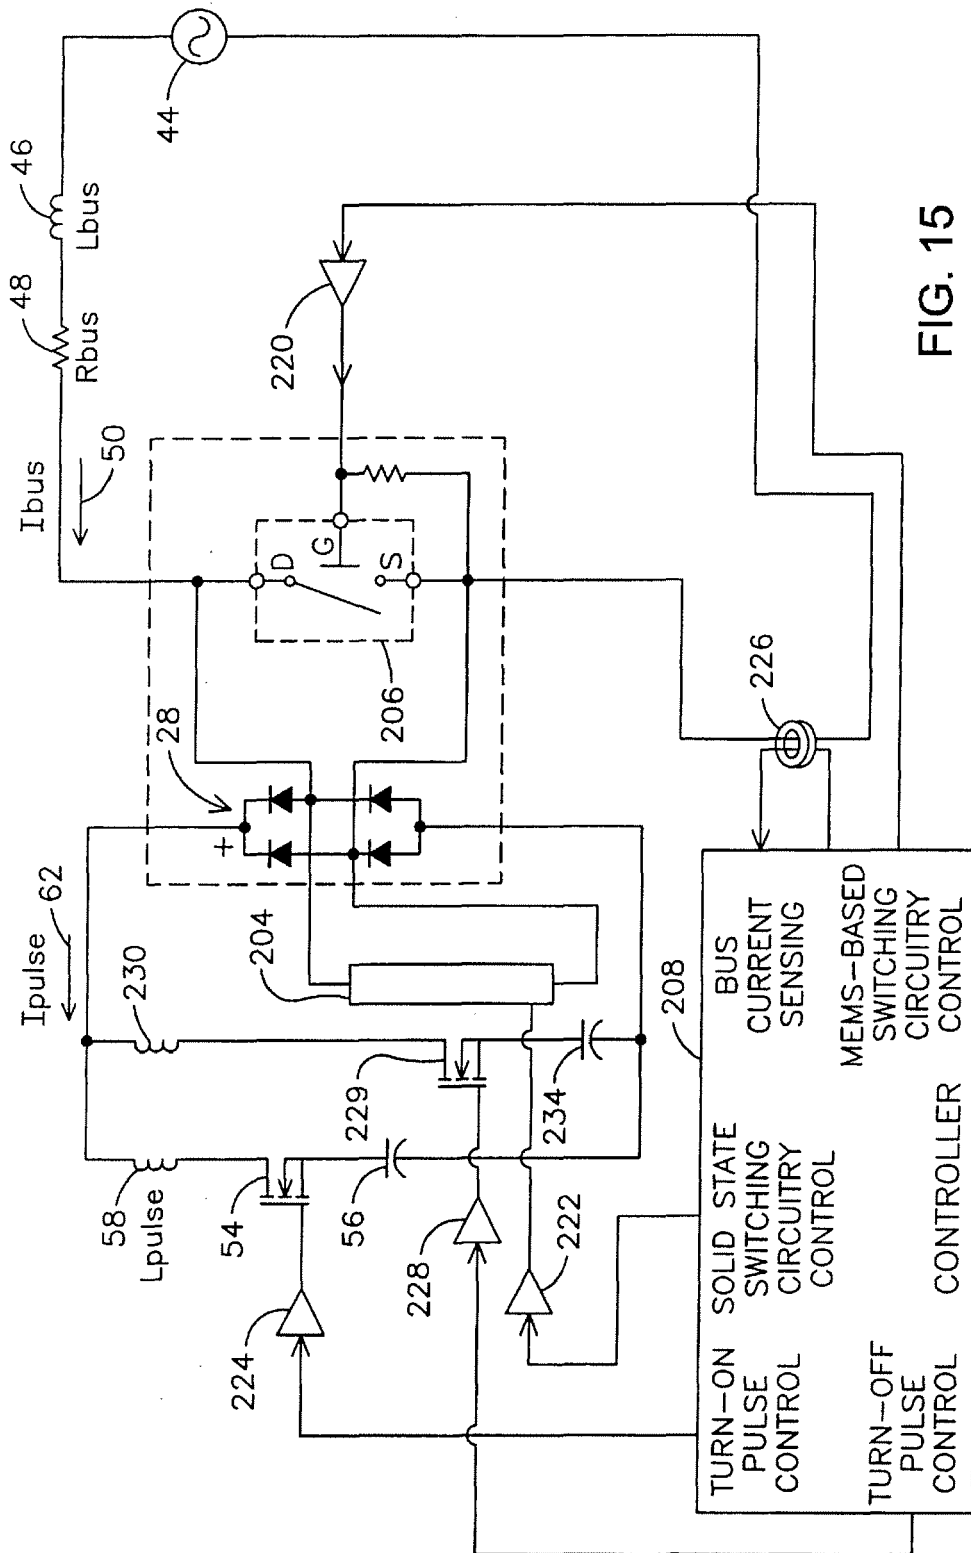 44
46
Lbus
48
Rbus
Ibus
50
220
D
G
S
206
28
+
226
Ipulse
62
230
204
229
234
58
Lpulse
54
56
228
222
224
208
TURN-ON
PULSE
CONTROL
SOLID STATE
SWITCHING
CIRCUITRY
CONTROL
BUS
CURRENT
SENSING
TURN-OFF
PULSE
CONTROL
CONTROLLER
MEMS-BASED
SWITCHING
CIRCUITRY
CONTROL
FIG. 15